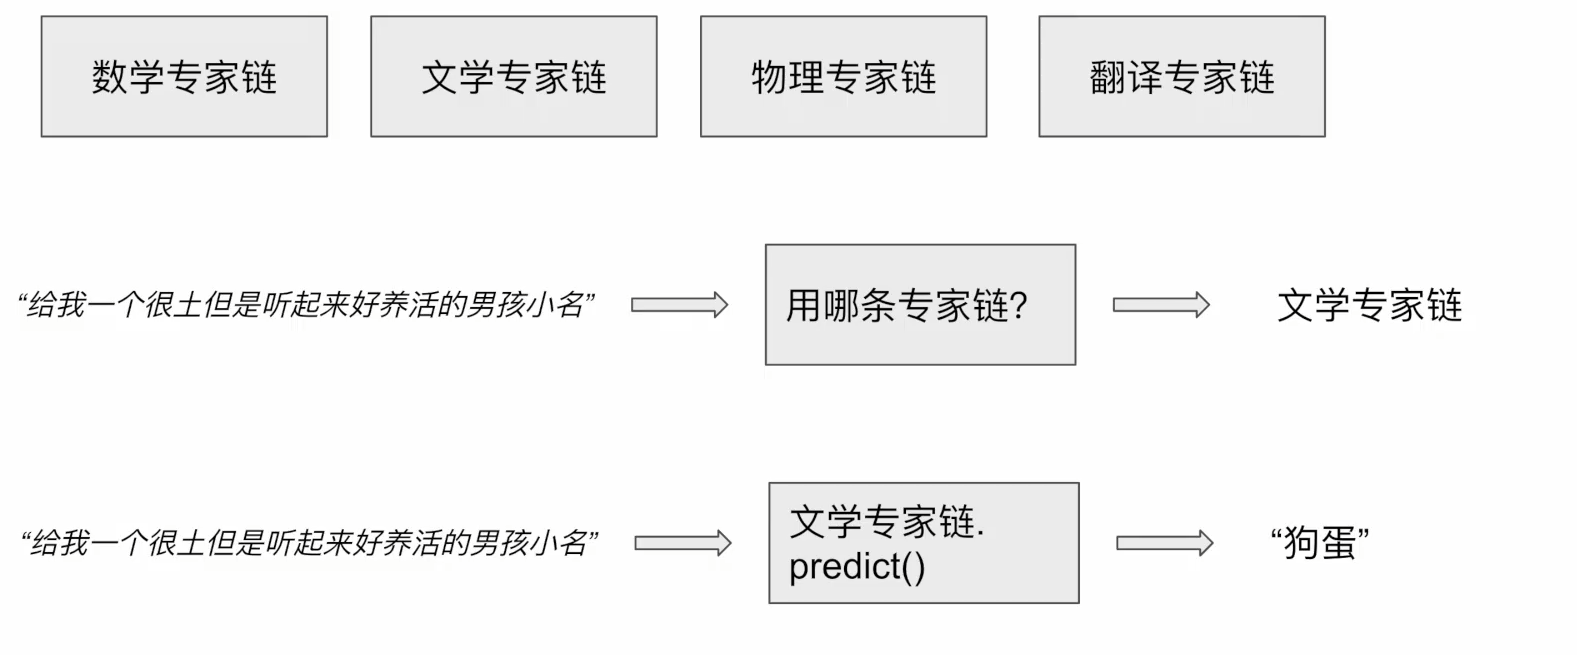 数学专家链
文学专家链
物理专家链
翻译专家链
“给我一个很土但是听起来好养活的男孩小名”
用哪条专家链?
文学专家链
“给我一个很土但是听起来好养活的男孩小名”
文学专家链.
predict()
“狗蛋”